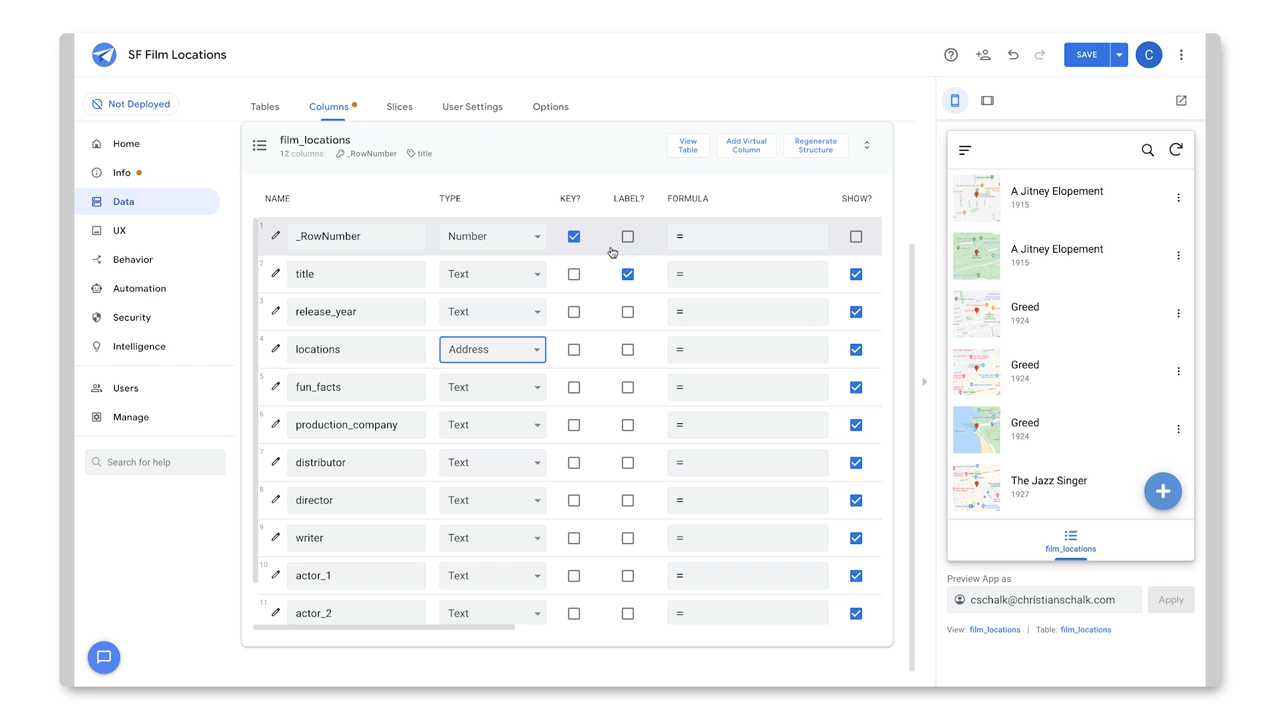 SF Film Locations
SAVE
C
Not Deployed
Home
Info
Data
UX
Behavior
Automation
Security
Intelligence
Users
Manage
Search for help
Tables
Columns
Slices
User Settings
Options
film_locations
12 columns: _RowNumber title
View Table
Add Virtual Column
Regenerate Structure
NAME TYPE KEY? LABEL? FORMULA SHOW?
1 _RowNumber Number =
2 title Text =
3 release_year Text =
4 locations Address =
5 fun_facts Text =
6 production_company Text =
7 distributor Text =
8 director Text =
9 writer Text =
10 actor_1 Text =
11 actor_2 Text =
A Jitney Elopement
1915
A Jitney Elopement
1915
Greed
1924
Greed
1924
Greed
1924
The Jazz Singer
1927
film_locations
Preview App as
cschalk@christianschalk.com Apply
View: film_locations | Table: film_locations